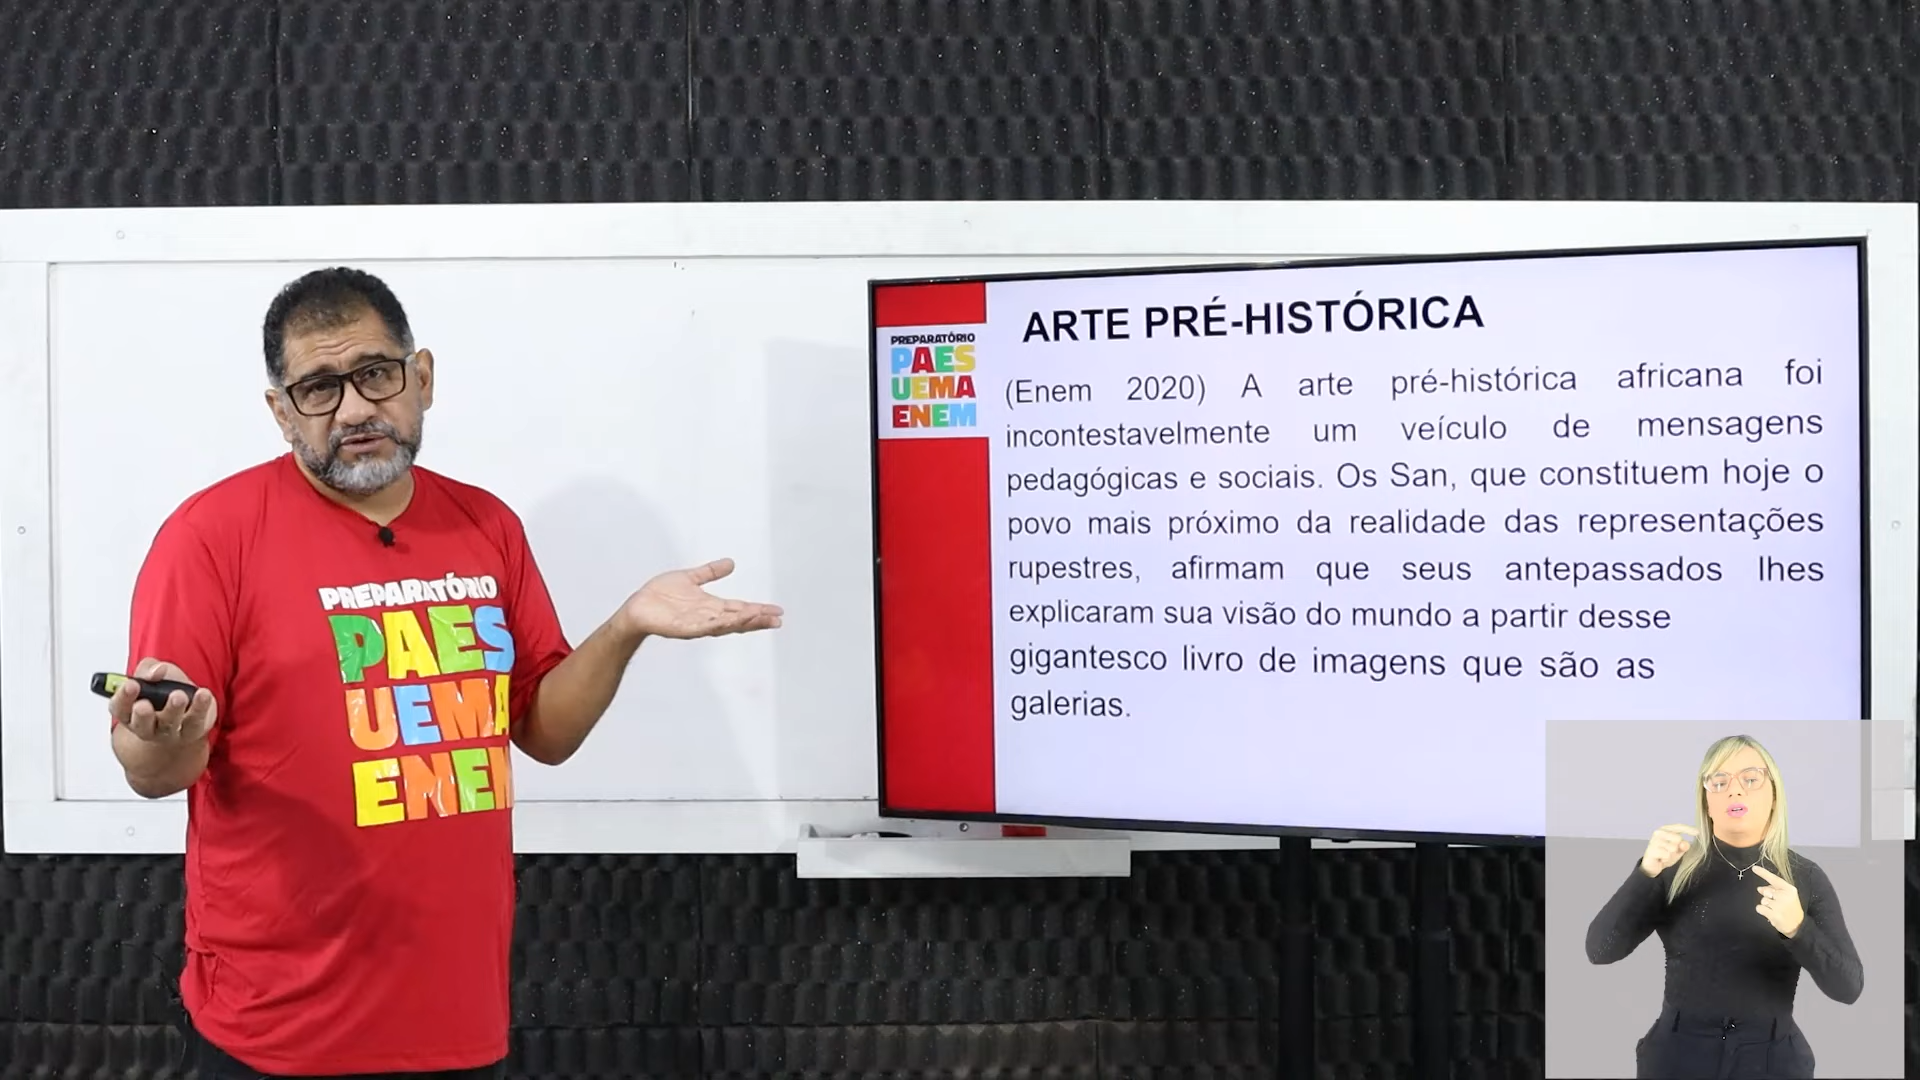 ARTE PRÉ-HISTÓRICA
PREPARATÓRIO
PAES
UEMA
ENEM
(Enem 2020) A arte pré-histórica africana foi
incontestavelmente um veículo de mensagens
pedagógicas e sociais. Os San, que constituem hoje o
povo mais próximo da realidade das representações
rupestres, afirmam que seus antepassados lhes
explicaram sua visão do mundo a partir desse
gigantesco livro de imagens que são as
galerias.
PREPARATÓRIO
PAES
UEMA
ENEM